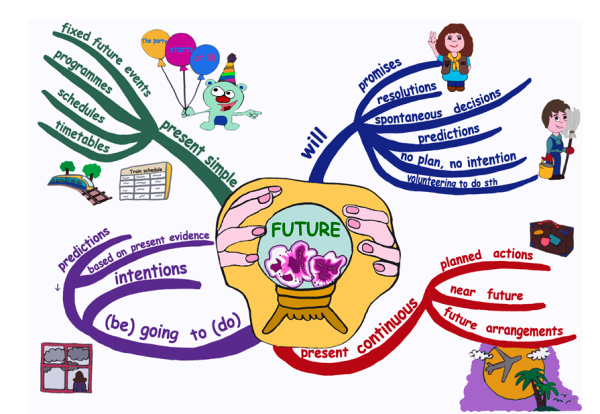 fixed future events
programmes
schedules
timetables
present simple
The party
starts
Train schedule
will
promises
resolutions
spontaneous decisions
predictions
no plan, no intention
volunteering to do sth
FUTURE
predictions
based on present evidence
intentions
(be) going to (do)
present continuous
planned actions
near future
future arrangements